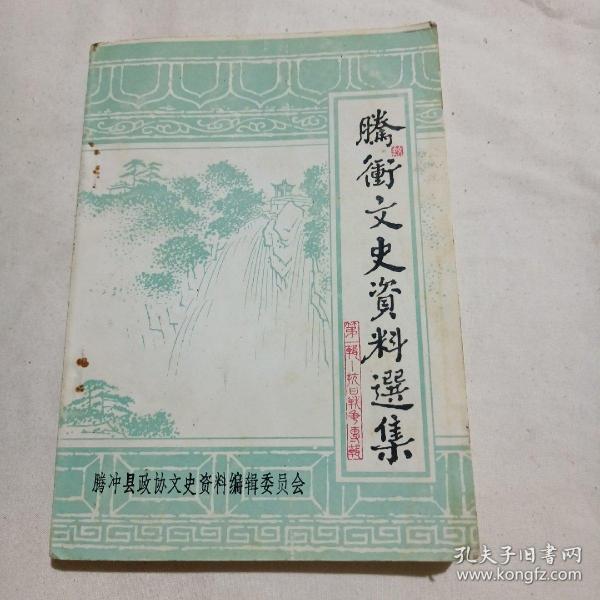 騰衝文史資料選集
第一輯—抗日戰爭專輯
腾冲县政协文史资料编辑委员会
孔夫子旧书网
www.kongfz.com